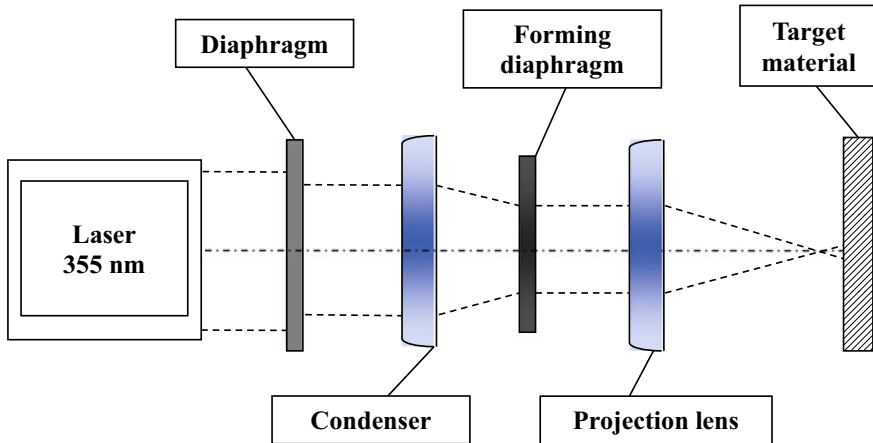 Diaphragm
Forming
diaphragm
Target
material
Laser
355 nm
Condenser
Projection lens